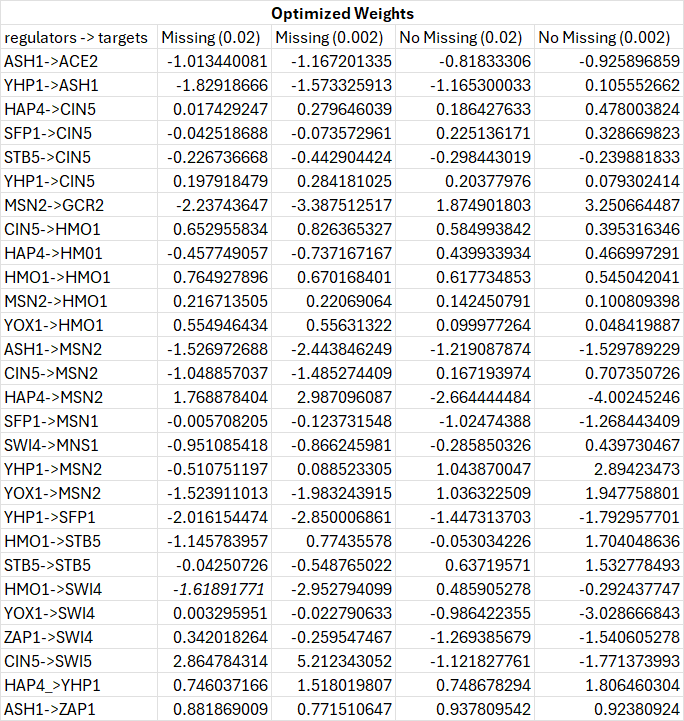 Optimized Weights
regulators -> targets Missing (0.02) Missing (0.002) No Missing (0.02) No Missing (0.002)
ASH1->ACE2 -1.013440081 -1.167201335 -0.81833306 -0.925896859
YHP1->ASH1 -1.82918666 -1.573325913 -1.165300033 0.105552662
HAP4->CIN5 0.017429247 0.279646039 0.186427633 0.478003824
SFP1->CIN5 -0.042518688 -0.073572961 0.225136171 0.328669823
STB5->CIN5 -0.226736668 -0.442904424 -0.298443019 -0.239881833
YHP1->CIN5 0.197918479 0.284181025 0.20377976 0.079302414
MSN2->GCR2 -2.23743647 -3.387512517 1.874901803 3.250664487
CIN5->HMO1 0.652955834 0.826365327 0.584993842 0.395316346
HAP4->HM01 -0.457749057 -0.737167167 0.439933934 0.466997291
HMO1->HMO1 0.764927896 0.670168401 0.617734853 0.545042041
MSN2->HMO1 0.216713505 0.22069064 0.142450791 0.100809398
YOX1->HMO1 0.554946434 0.55631322 0.099977264 0.048419887
ASH1->MSN2 -1.526972688 -2.443846249 -1.219087874 -1.529789229
CIN5->MSN2 -1.048857037 -1.485274409 0.167193974 0.707350726
HAP4->MSN2 1.768878404 2.987096087 -2.664444484 -4.00245246
SFP1->MSN1 -0.005708205 -0.123731548 -1.02474388 -1.268443409
SWI4->MNS1 -0.951085418 -0.866245981 -0.285850326 0.439730467
YHP1->MSN2 -0.510751197 0.088523305 1.043870047 2.89423473
YOX1->MSN2 -1.523911013 -1.983243915 1.036322509 1.947758801
YHP1->SFP1 -2.016154474 -2.850006861 -1.447313703 -1.792957701
HMO1->STB5 -1.145783957 0.77435578 -0.053034226 1.704048636
STB5->STB5 -0.04250726 -0.548765022 0.63719571 1.532778493
HMO1->SWI4 -1.61891771 -2.952794099 0.485905278 -0.292437747
YOX1->SWI4 0.003295951 -0.022790633 -0.986422355 -3.028666843
ZAP1->SWI4 0.342018264 -0.259547467 -1.269385679 -1.540605278
CIN5->SWI5 2.864784314 5.212343052 -1.121827761 -1.771373993
HAP4_>YHP1 0.746037166 1.518019807 0.748678294 1.806460304
ASH1->ZAP1 0.881869009 0.771510647 0.937809542 0.92380924